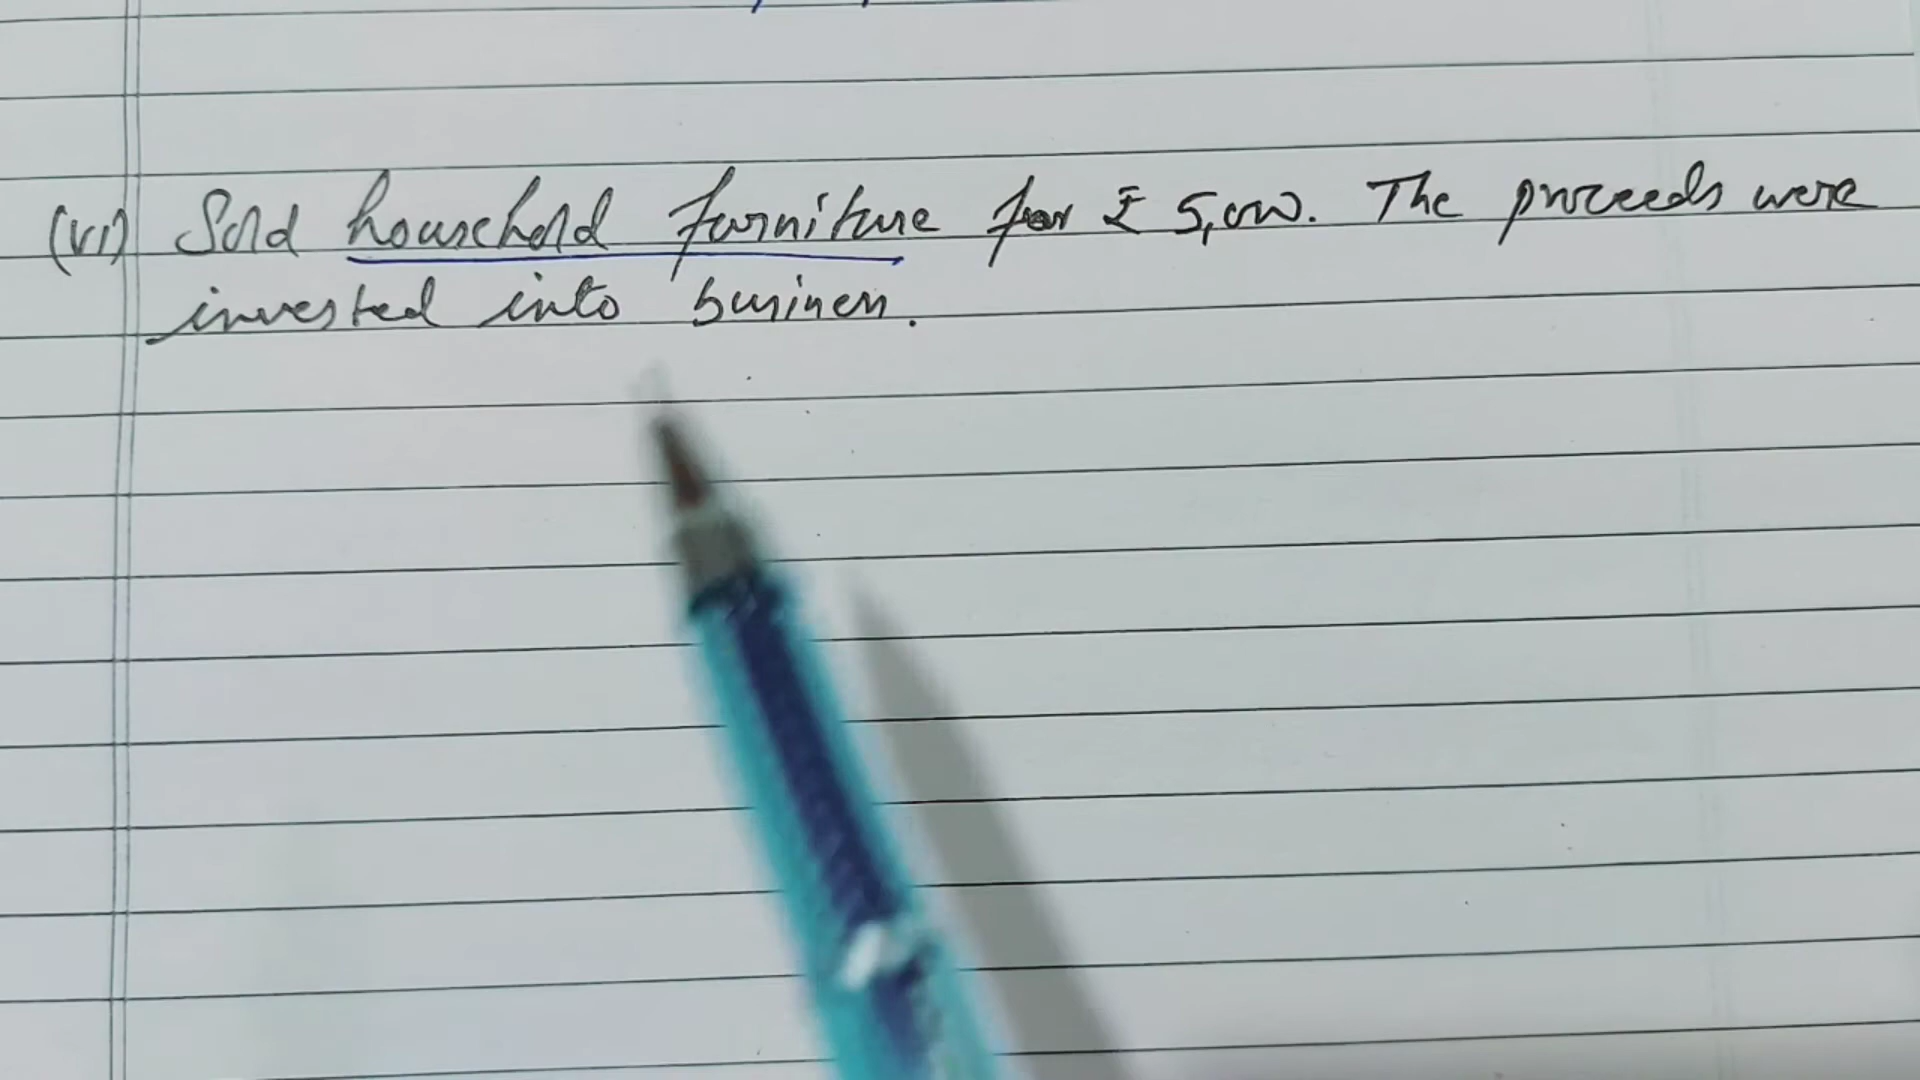 (vi) Sold household furniture for ₹ 5,000. The proceeds were
invested into business.